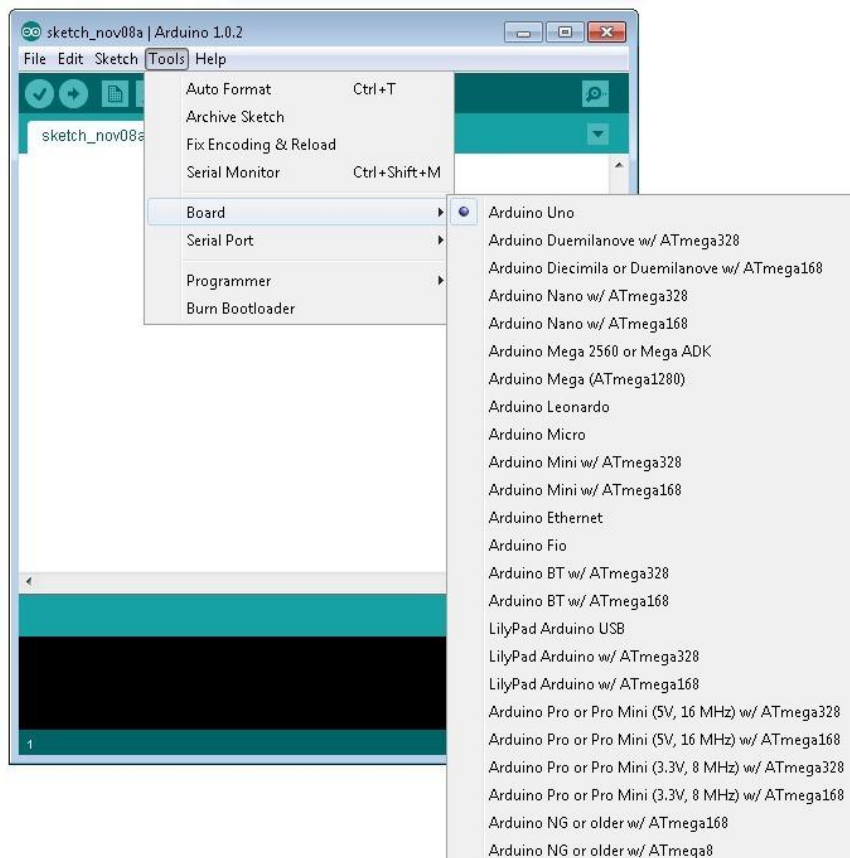 sketch_nov08a | Arduino 1.0.2
File Edit Sketch Tools Help
sketch_nov08a
Auto Format Ctrl+T
Archive Sketch
Fix Encoding & Reload
Serial Monitor Ctrl+Shift+M
Board
Serial Port
Programmer
Burn Bootloader
Arduino Uno
Arduino Duemilanove w/ ATmega328
Arduino Diecimila or Duemilanove w/ ATmega168
Arduino Nano w/ ATmega328
Arduino Nano w/ ATmega168
Arduino Mega 2560 or Mega ADK
Arduino Mega (ATmega1280)
Arduino Leonardo
Arduino Micro
Arduino Mini w/ ATmega328
Arduino Mini w/ ATmega168
Arduino Ethernet
Arduino Fio
Arduino BT w/ ATmega328
Arduino BT w/ ATmega168
LilyPad Arduino USB
LilyPad Arduino w/ ATmega328
LilyPad Arduino w/ ATmega168
Arduino Pro or Pro Mini (5V, 16 MHz) w/ ATmega328
Arduino Pro or Pro Mini (5V, 16 MHz) w/ ATmega168
Arduino Pro or Pro Mini (3.3V, 8 MHz) w/ ATmega328
Arduino Pro or Pro Mini (3.3V, 8 MHz) w/ ATmega168
Arduino NG or older w/ ATmega168
Arduino NG or older w/ ATmega8
1